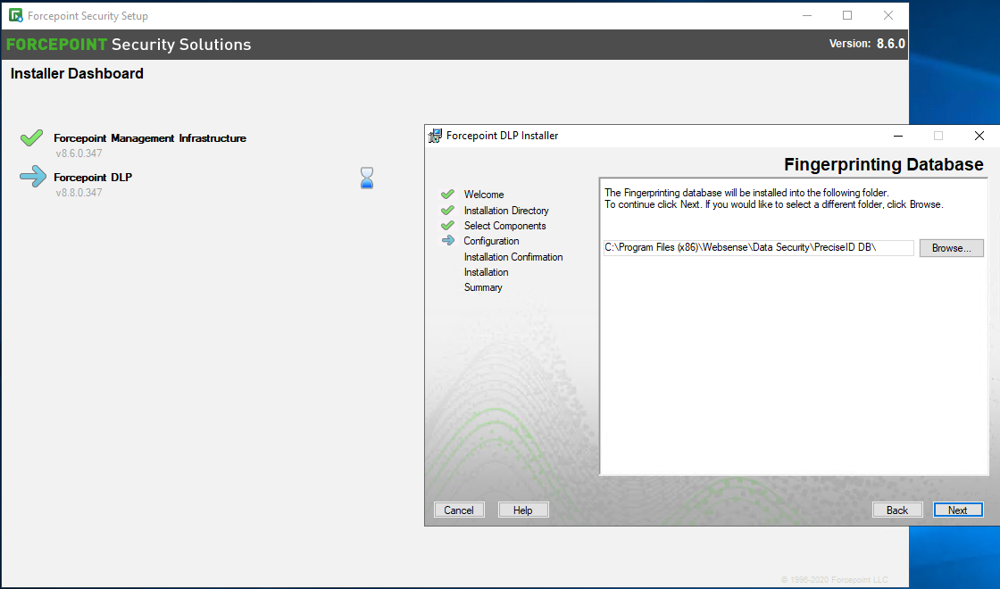 Forcepoint Security Setup
FORCEPOINT Security Solutions
Version: 8.6.0
Installer Dashboard
Forcepoint Management Infrastructure
v8.6.0.347
Forcepoint DLP
v8.8.0.347
Forcepoint DLP Installer
Fingerprinting Database
Welcome
Installation Directory
Select Components
Configuration
Installation Confirmation
Installation
Summary
The Fingerprinting database will be installed into the following folder.
To continue click Next. If you would like to select a different folder, click Browse.
C:\Program Files (x86)\Websense\Data Security\PreciseID DB\
Browse...
Cancel
Help
Back
Next
© 1996-2020 Forcepoint LLC